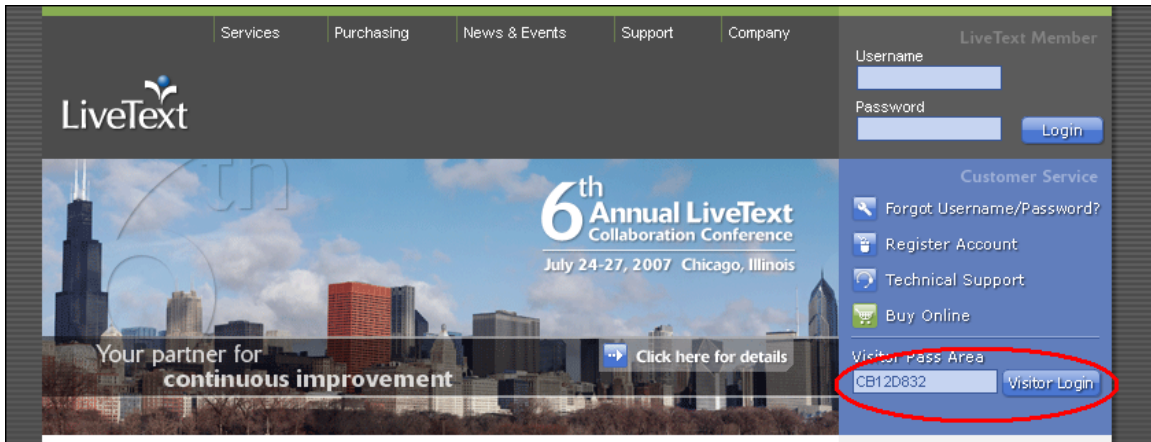 Services
Purchasing
News & Events
Support
Company
LiveText
LiveText Member
Username
Password
Login
6th
6th
Annual LiveText
Collaboration Conference
July 24-27, 2007 Chicago, Illinois
Your partner for
continuous improvement
Click here for details
Customer Service
Forgot Username/Password?
Register Account
Technical Support
Buy Online
Visitor Pass Area
CB12D832
Visitor Login